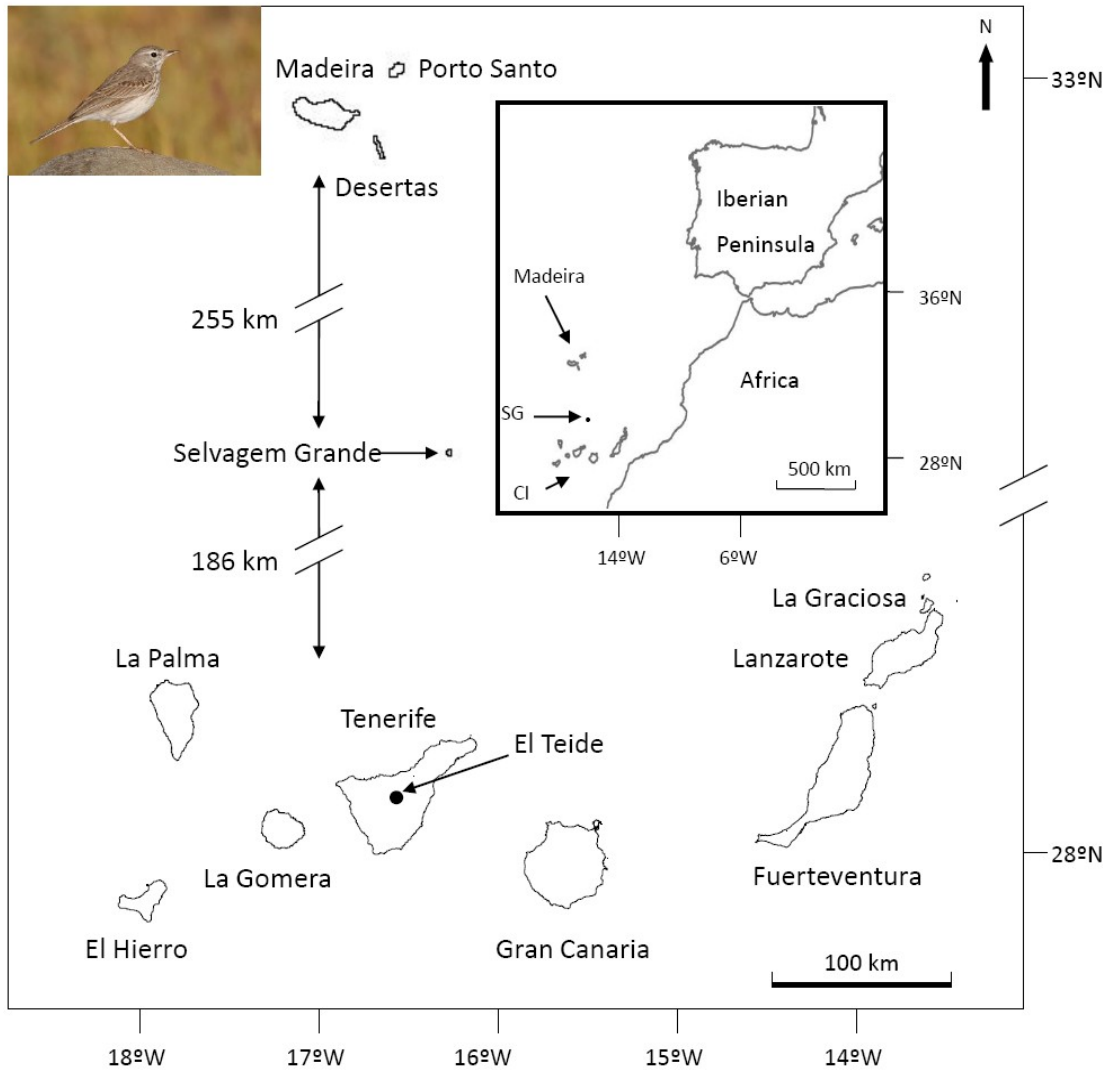 N
Madeira
Porto Santo
33ºN
Desertas
Iberian
Peninsula
Madeira
36ºN
255 km
Africa
SG
Selvagem Grande
28ºN
500 km
CI
14ºW
6ºW
186 km
La Graciosa
La Palma
Lanzarote
Tenerife
El Teide
28ºN
La Gomera
Fuerteventura
El Hierro
Gran Canaria
100 km
18ºW
17ºW
16ºW
15ºW
14ºW